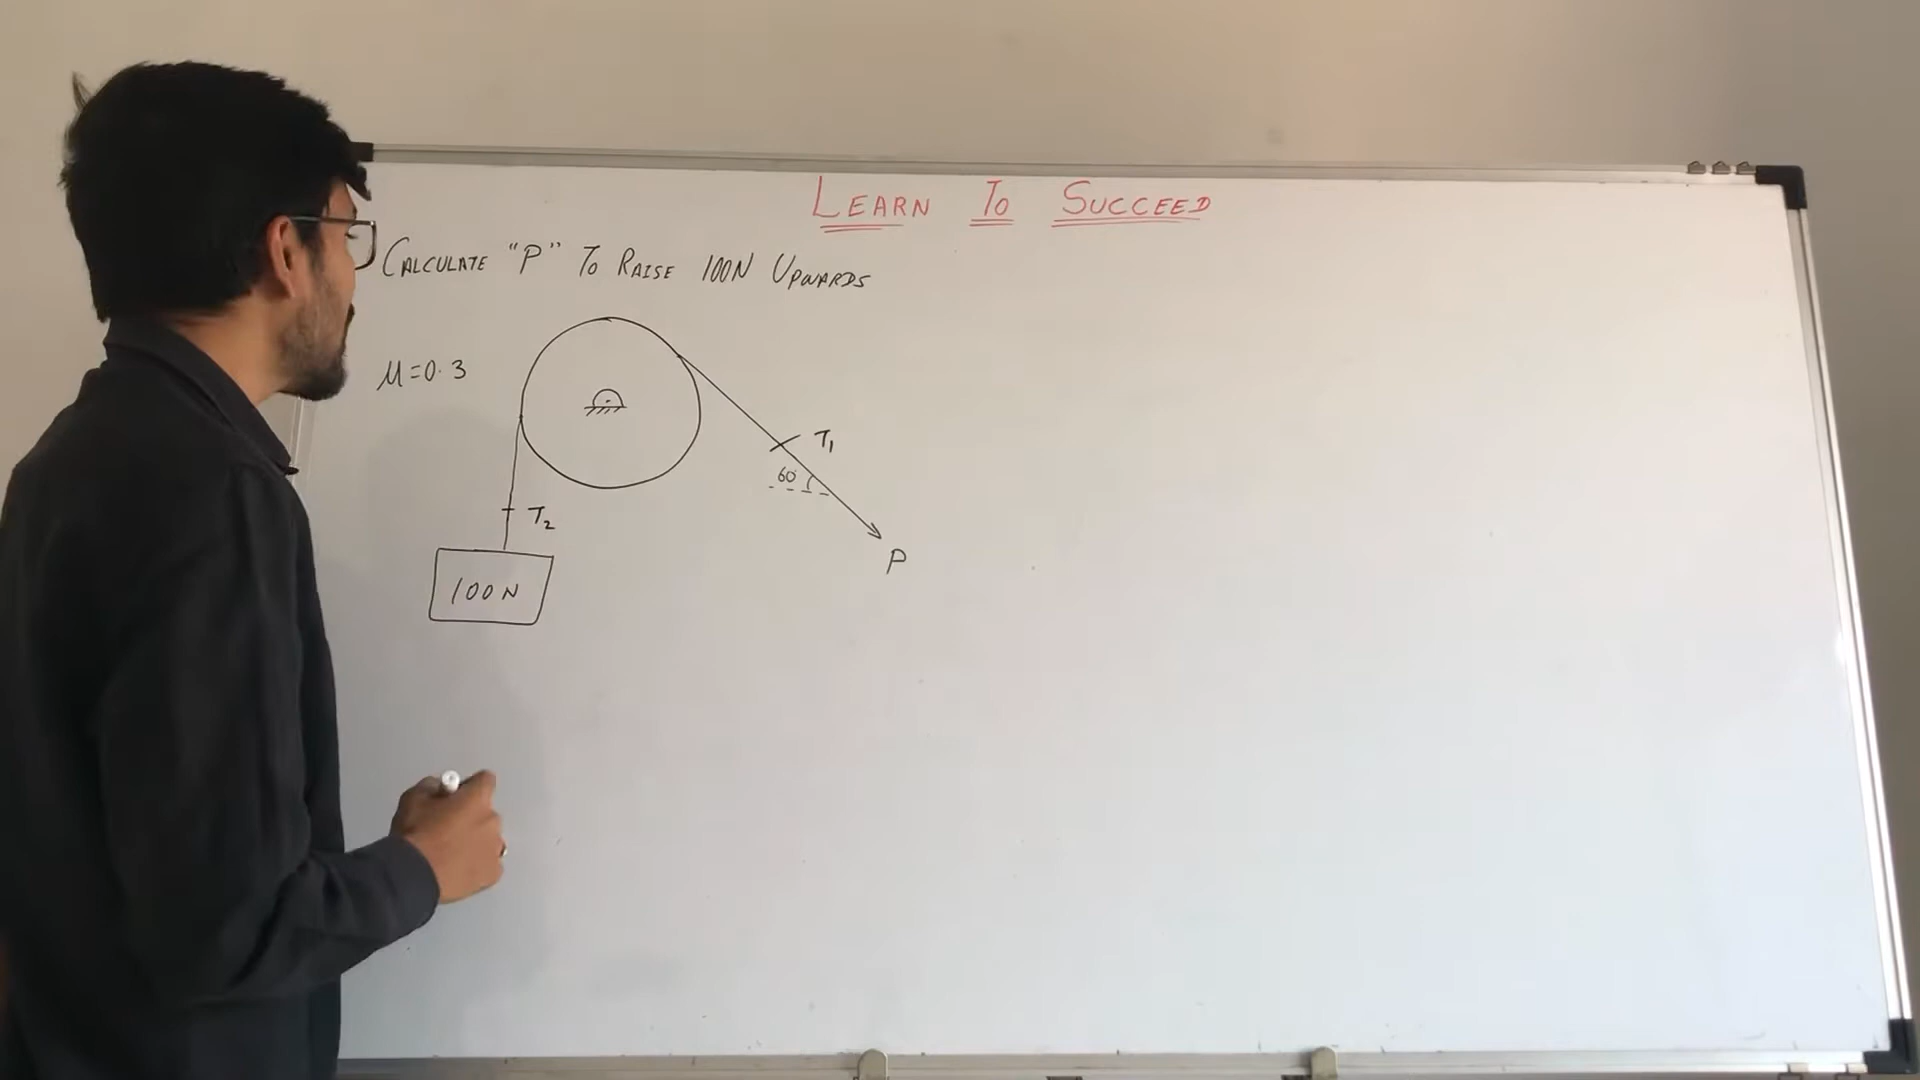 LEARN TO SUCCEED
CALCULATE "P" TO RAISE 100N UPWARDS
μ=0.3
T1
60°
T2
P
100N